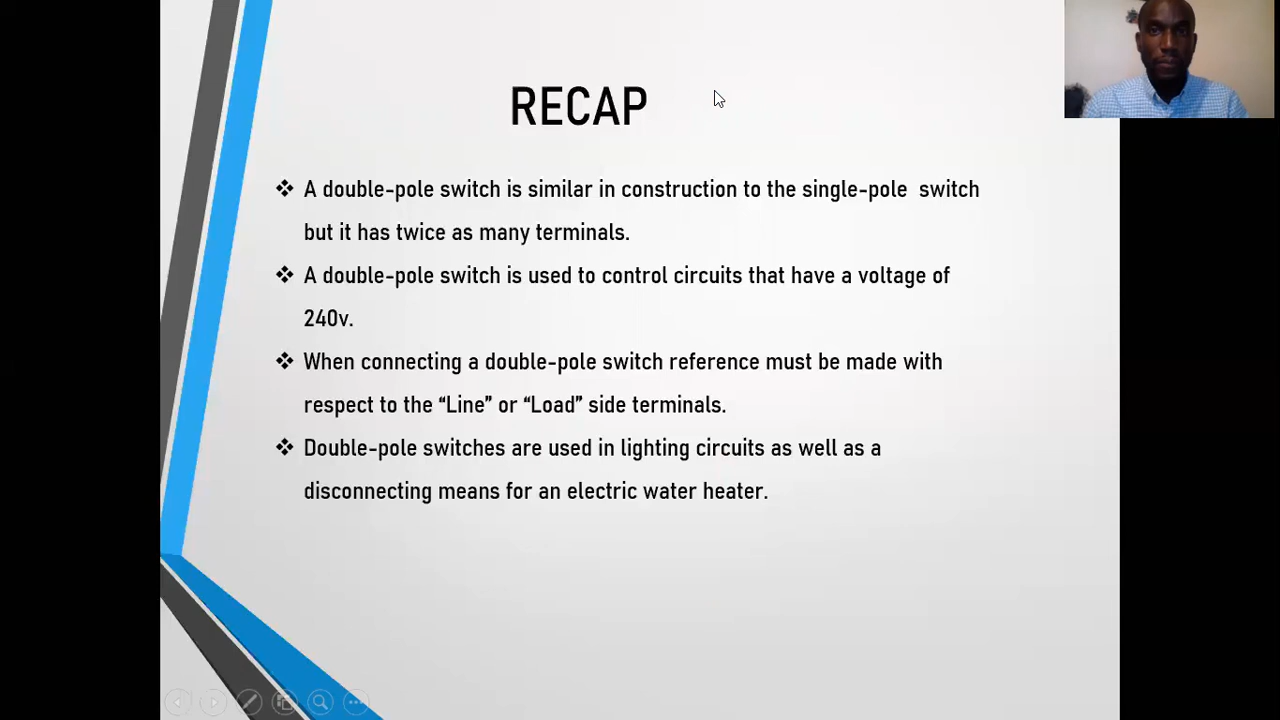 RECAP
❖ A double-pole switch is similar in construction to the single-pole switch
but it has twice as many terminals.
❖ A double-pole switch is used to control circuits that have a voltage of
240v.
❖ When connecting a double-pole switch reference must be made with
respect to the “Line” or “Load” side terminals.
❖ Double-pole switches are used in lighting circuits as well as a
disconnecting means for an electric water heater.